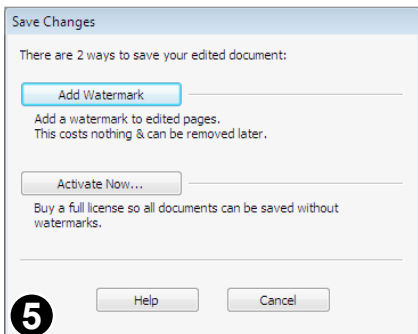 Save Changes
There are 2 ways to save your edited document:
Add Watermark
Add a watermark to edited pages.
This costs nothing & can be removed later.
Activate Now...
Buy a full license so all documents can be saved without
watermarks.
Help Cancel
5